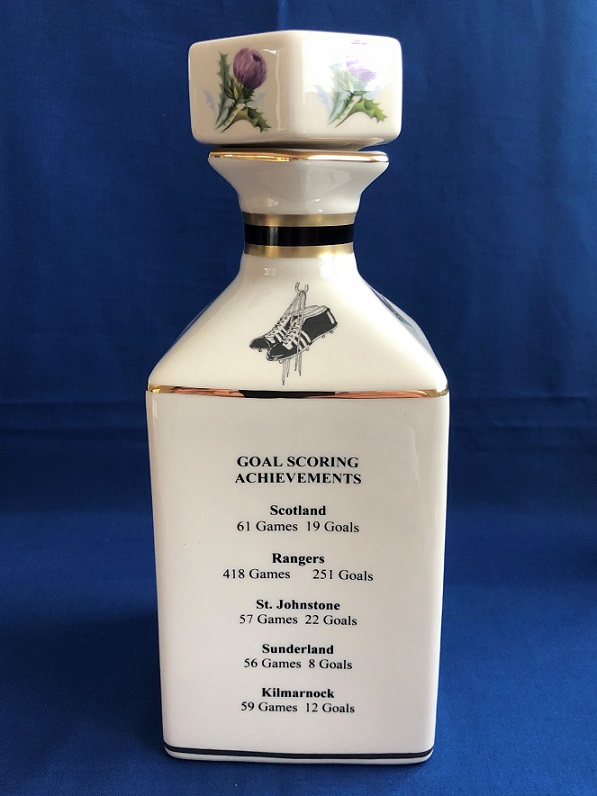 GOAL SCORING
ACHIEVEMENTS
Scotland
61 Games 19 Goals
Rangers
418 Games 251 Goals
St. Johnstone
57 Games 22 Goals
Sunderland
56 Games 8 Goals
Kilmarnock
59 Games 12 Goals